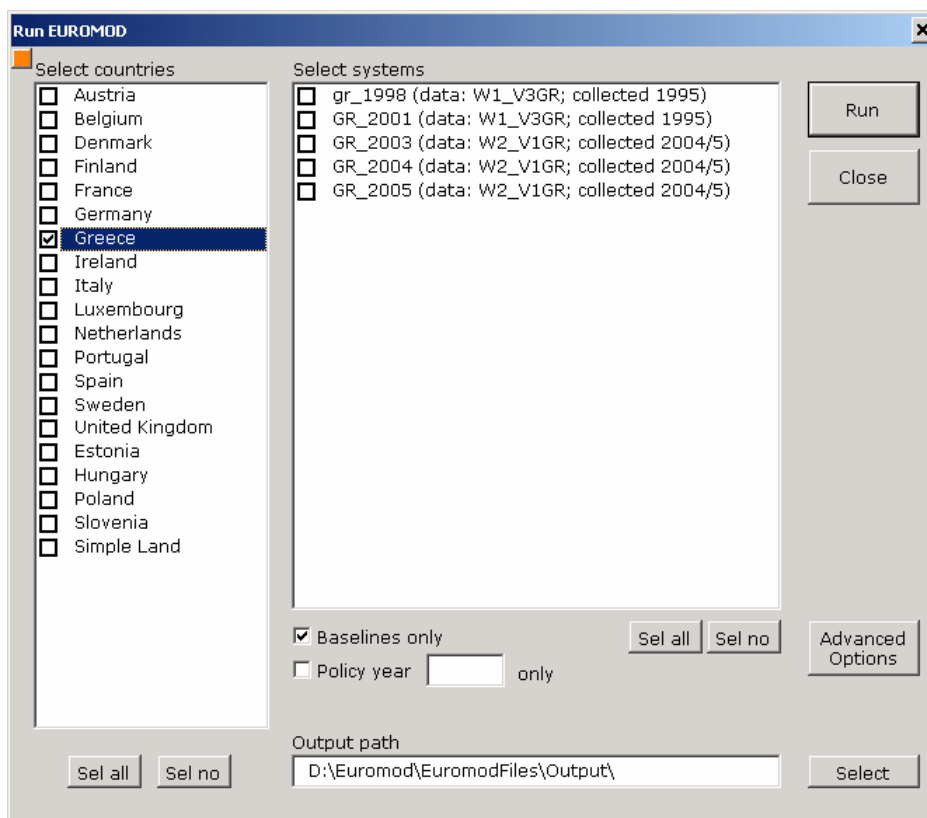 Run EUROMOD
Select countries
Austria
Belgium
Denmark
Finland
France
Germany
Greece
Ireland
Italy
Luxembourg
Netherlands
Portugal
Spain
Sweden
United Kingdom
Estonia
Hungary
Poland
Slovenia
Simple Land
Sel all
Sel no
Select systems
gr_1998 (data: W1_V3GR; collected 1995)
GR_2001 (data: W1_V3GR; collected 1995)
GR_2003 (data: W2_V1GR; collected 2004/5)
GR_2004 (data: W2_V1GR; collected 2004/5)
GR_2005 (data: W2_V1GR; collected 2004/5)
Baselines only
Sel all
Sel no
Policy year
only
Output path
D:\Euromod\EuromodFiles\Output\
Run
Close
Advanced
Options
Select